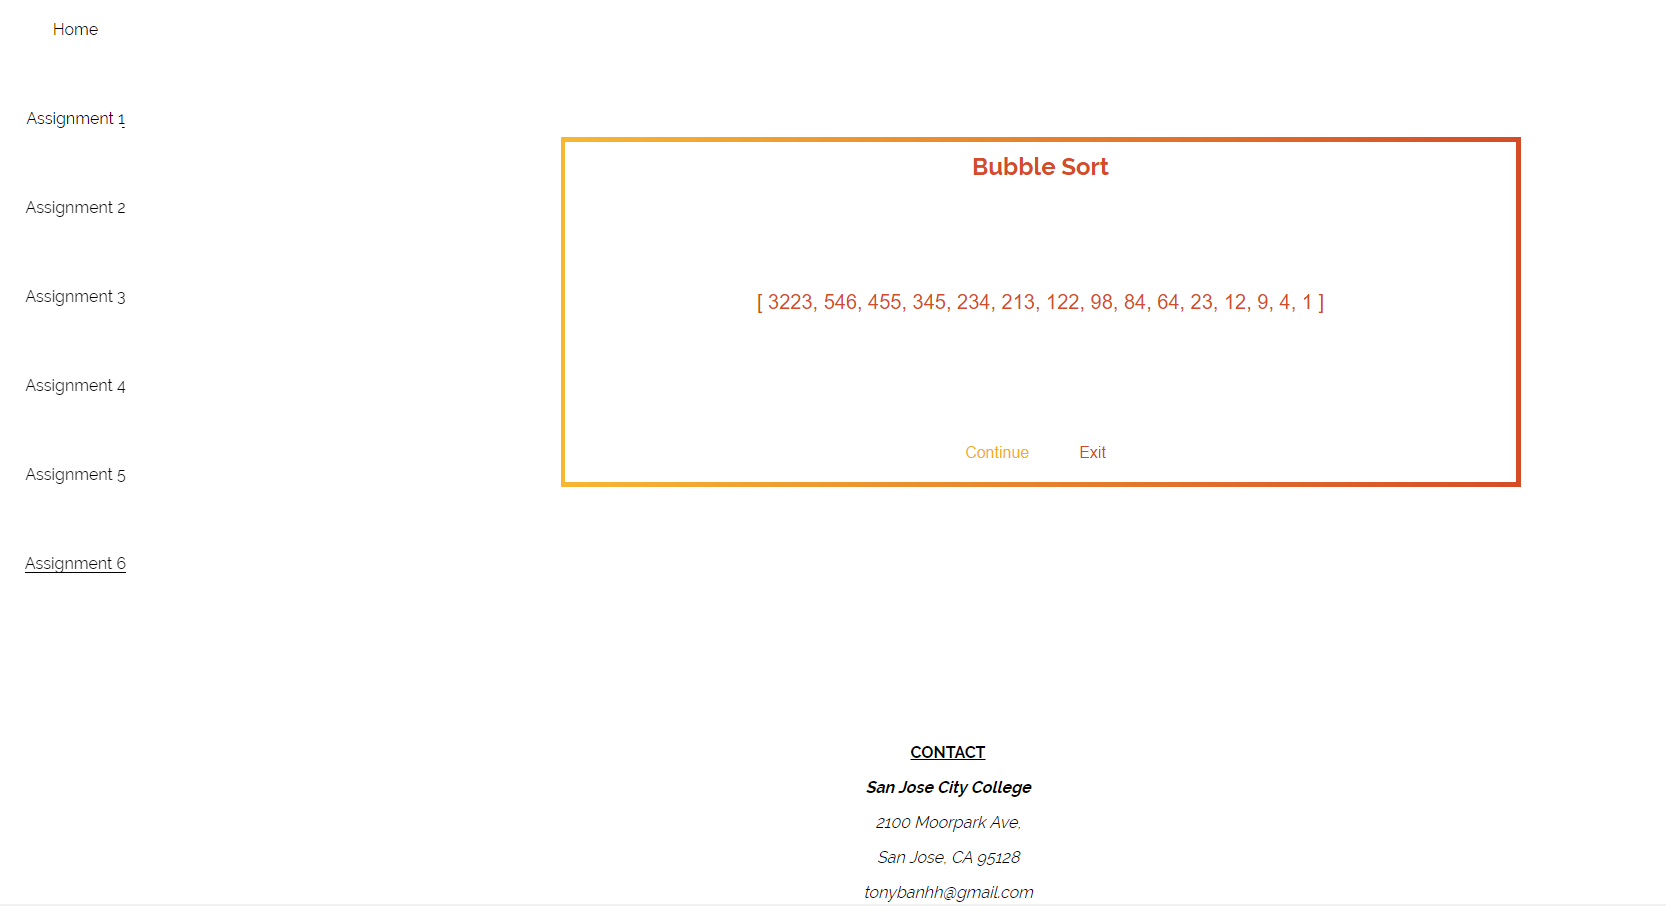 Home
Assignment 1
Assignment 2
Assignment 3
Assignment 4
Assignment 5
Assignment 6
Bubble Sort
[ 3223, 546, 455, 345, 234, 213, 122, 98, 84, 64, 23, 12, 9, 4, 1 ]
Continue Exit
CONTACT
San Jose City College
2100 Moorpark Ave,
San Jose, CA 95128
tonybanhh@gmail.com